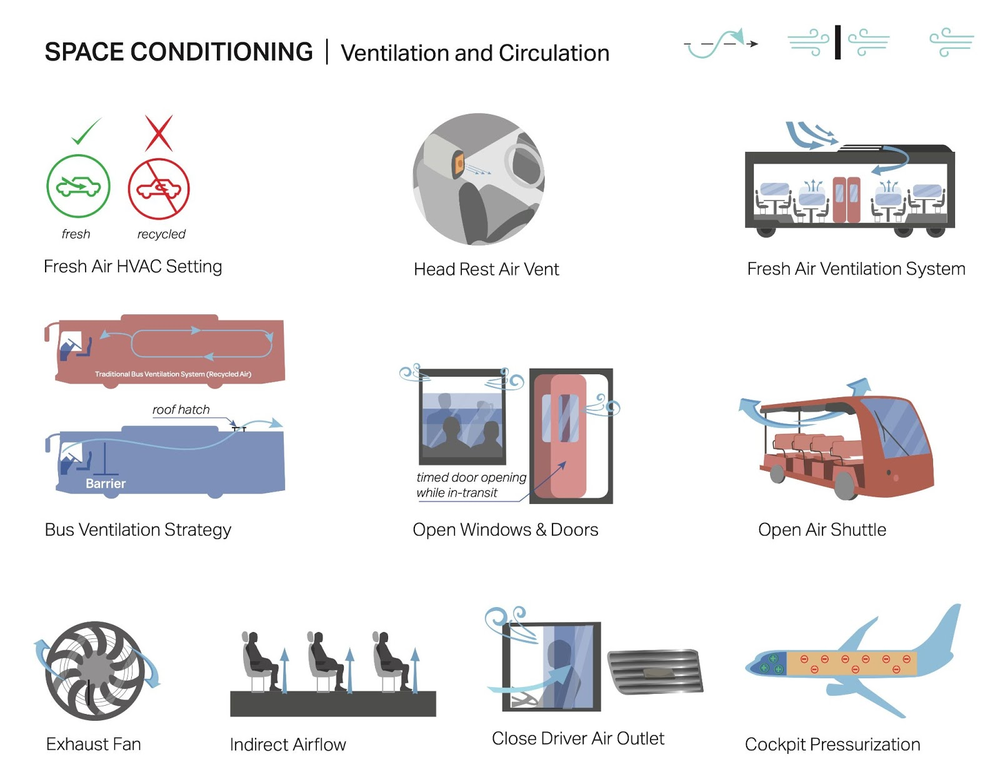 SPACE CONDITIONING | Ventilation and Circulation
fresh
recycled
Fresh Air HVAC Setting
Head Rest Air Vent
Fresh Air Ventilation System
Traditional Bus Ventilation System (Recycled Air)
roof hatch
Barrier
Bus Ventilation Strategy
timed door opening
while in-transit
Open Windows & Doors
Open Air Shuttle
Exhaust Fan
Indirect Airflow
Close Driver Air Outlet
Cockpit Pressurization